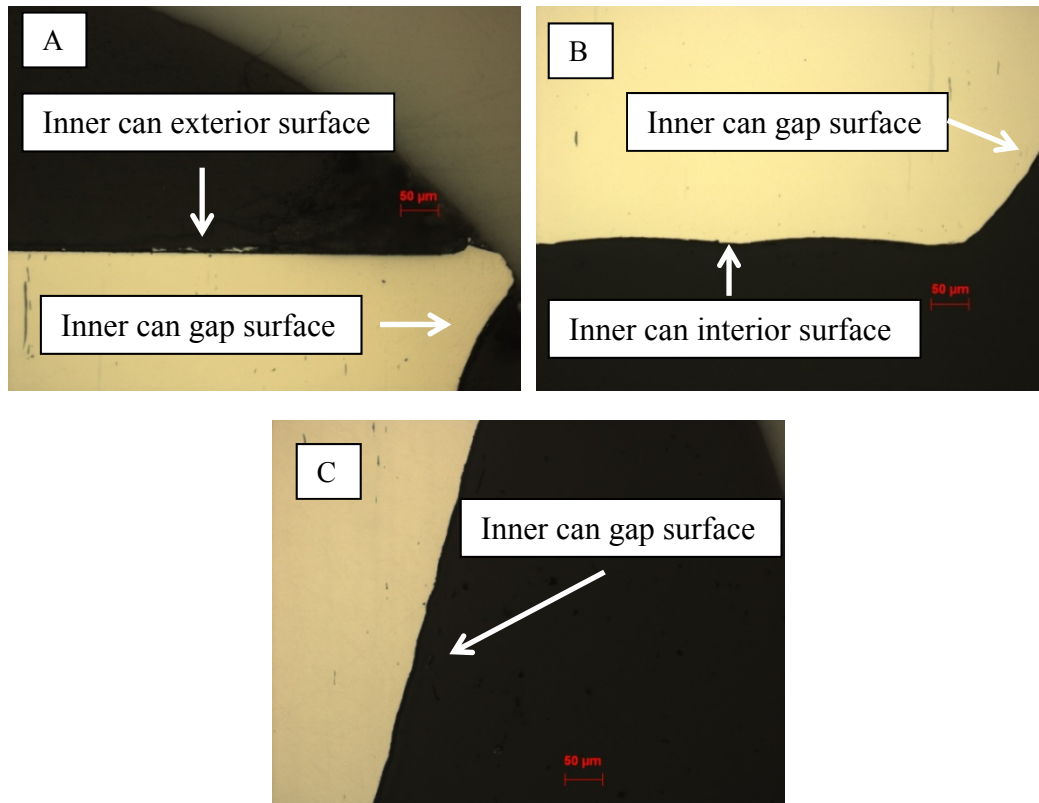 A
Inner can exterior surface
50 µm
Inner can gap surface
B
Inner can gap surface
50 µm
Inner can interior surface
C
Inner can gap surface
50 µm